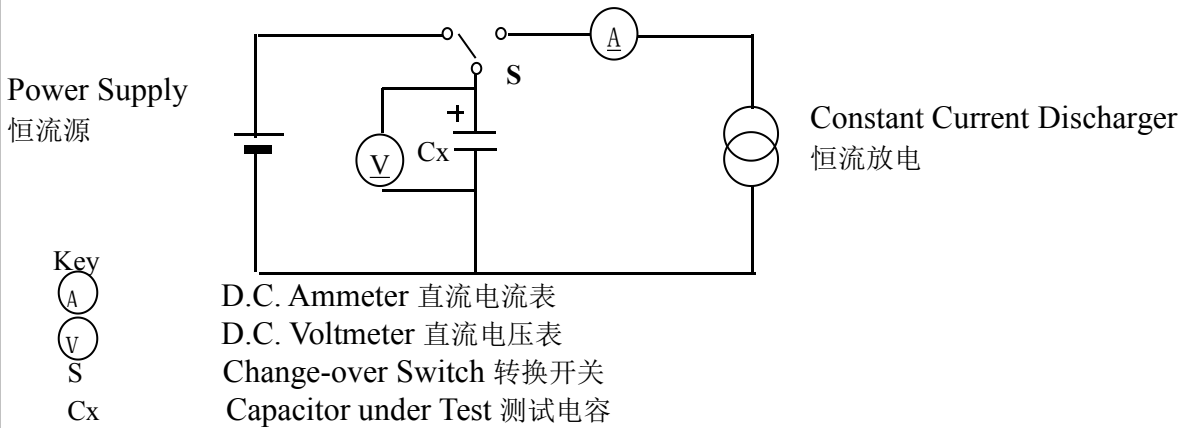 A
S
Power Supply
恒流源
+
Cx
V
Constant Current Discharger
恒流放电
Key
A D.C. Ammeter 直流电流表
V D.C. Voltmeter 直流电压表
S Change-over Switch 转换开关
Cx Capacitor under Test 测试电容